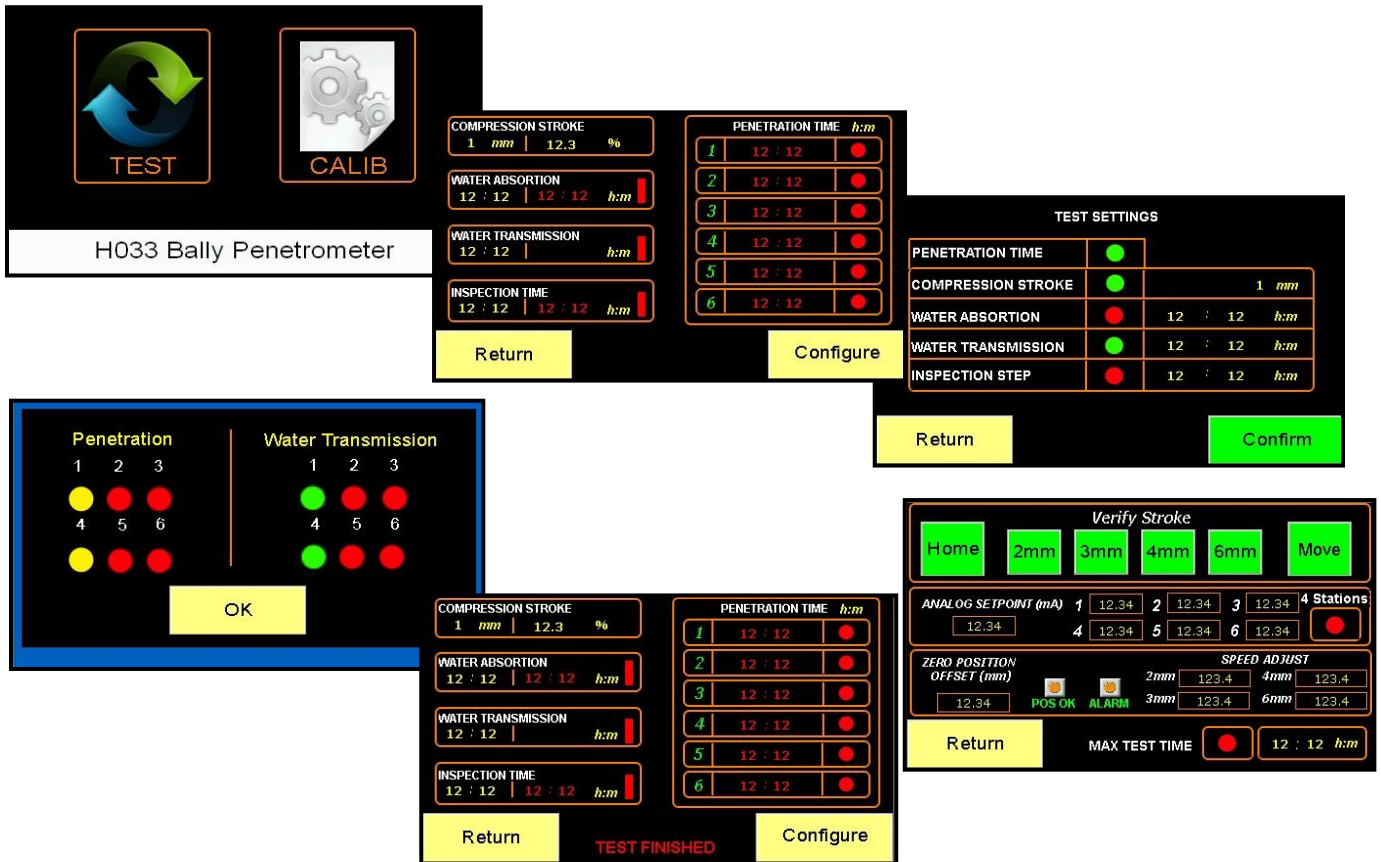 TEST CALIB
H033 Bally Penetrometer
COMPRESSION STROKE
1 mm | 12.3 %
WATER ABSORTION
12 : 12 | 12 : 12 h:m
WATER TRANSMISSION
12 : 12 | h:m
INSPECTION TIME
12 : 12 | 12 : 12 h:m
PENETRATION TIME h:m
1 12 : 12
2 12 : 12
3 12 : 12
4 12 : 12
5 12 : 12
6 12 : 12
Return Configure
TEST SETTINGS
PENETRATION TIME
COMPRESSION STROKE 1 mm
WATER ABSORTION 12 : 12 h:m
WATER TRANSMISSION 12 : 12 h:m
INSPECTION STEP 12 : 12 h:m
Return Confirm
Penetration Water Transmission
1 2 3 1 2 3
4 5 6 4 5 6
OK
COMPRESSION STROKE
1 mm | 12.3 %
WATER ABSORTION
12 : 12 | 12 : 12 h:m
WATER TRANSMISSION
12 : 12 | h:m
INSPECTION TIME
12 : 12 | 12 : 12 h:m
PENETRATION TIME h:m
1 12 : 12
2 12 : 12
3 12 : 12
4 12 : 12
5 12 : 12
6 12 : 12
Return TEST FINISHED Configure
Verify Stroke
Home 2mm 3mm 4mm 6mm Move
ANALOG SETPOINT (mA) 1 12.34 2 12.34 3 12.34 4 Stations
12.34 4 12.34 5 12.34 6 12.34
ZERO POSITION SPEED ADJUST
OFFSET (mm) 2mm 123.4 4mm 123.4
12.34 POS OK ALARM 3mm 123.4 6mm 123.4
Return MAX TEST TIME 12 : 12 h:m